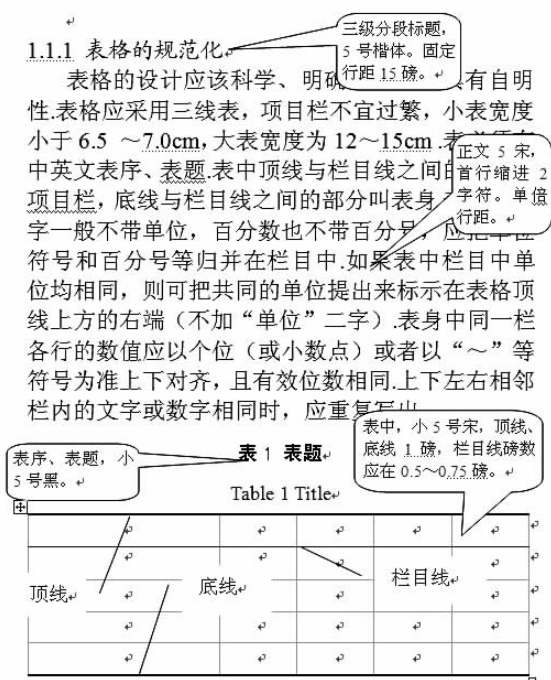 三级分段标题，
5 号楷体。固定
行距 15 磅。
1.1.1 表格的规范化
表格的设计应该科学、明确 有自明
性.表格应采用三线表，项目栏不宜过繁，小表宽度
小于 6.5 ～7.0cm，大表宽度为 12～15cm
中英文表序、表题.表中顶线与栏目线之间
项目栏，底线与栏目线之间的部分叫表身
字一般不带单位，百分数也不带百分号，应把单位
符号和百分号等归并在栏目中.如果表中栏目中单
位均相同，则可把共同的单位提出来标示在表格顶
线上方的右端（不加“单位”二字）.表身中同一栏
各行的数值应以个位（或小数点）或者以“～”等
符号为准上下对齐，且有效位数相同.上下左右相邻
栏内的文字或数字相同时，应重复写出
正文 5 宋，
首行缩进 2
字符。单倍
行距。
表中，小 5 号宋，顶线、
底线 1 磅，栏目线磅数
应在 0.5～0.75 磅。
表序、表题，小
5 号黑。
表 1 表题
Table 1 Title
顶线
底线
栏目线